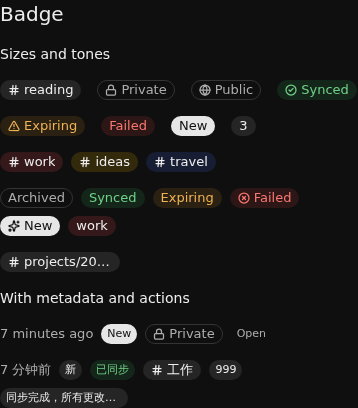 Badge
Sizes and tones
# reading Private Public Synced
Expiring Failed New 3
# work # ideas # travel
Archived Synced Expiring Failed
New work
# projects/20…
With metadata and actions
7 minutes ago New Private Open
7 分钟前 新 已同步 # 工作 999
同步完成，所有更改…